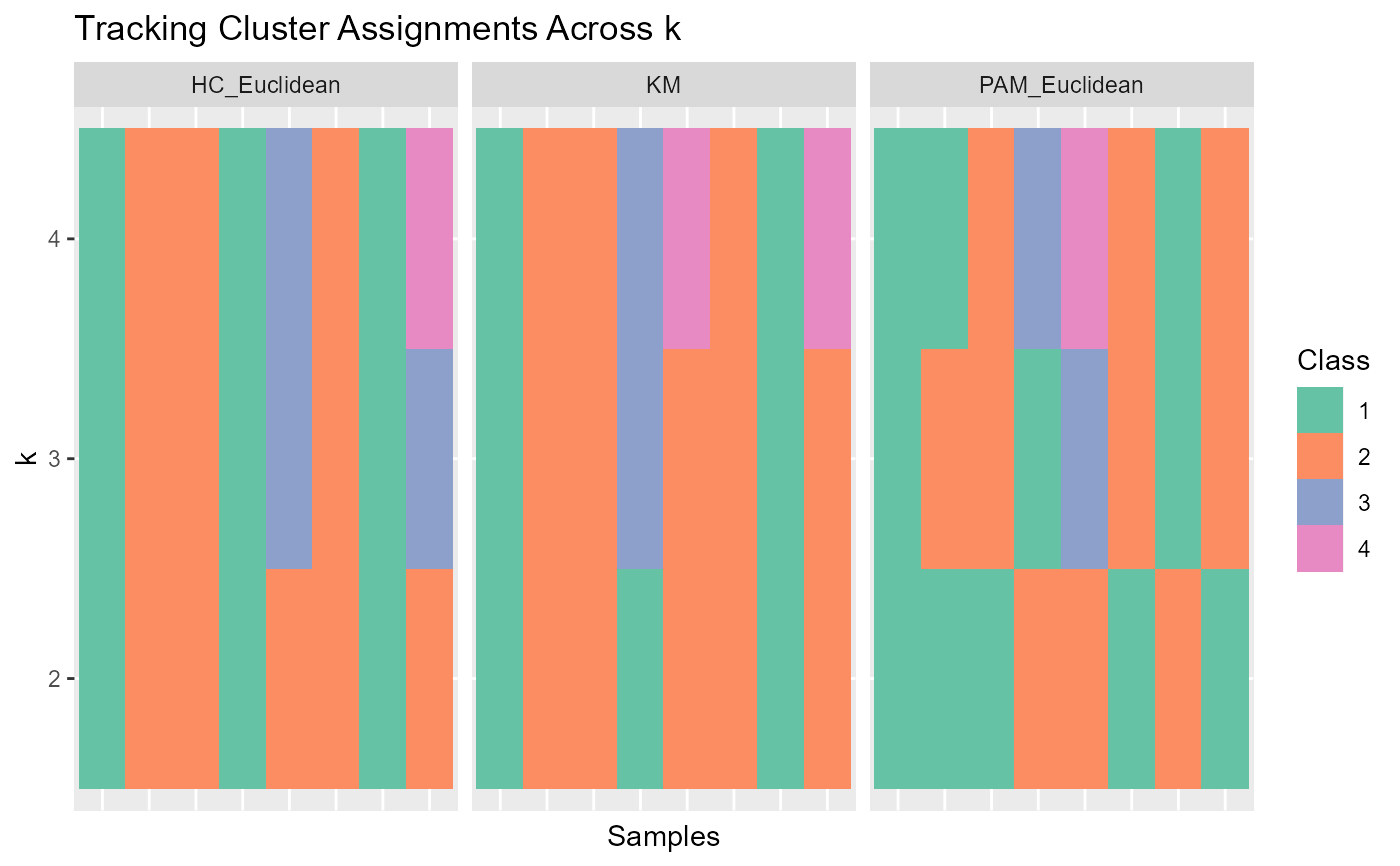 Tracking Cluster Assignments Across k
HC_Euclidean
KM
PAM_Euclidean
4
3
2
k
Samples
Class
1
2
3
4